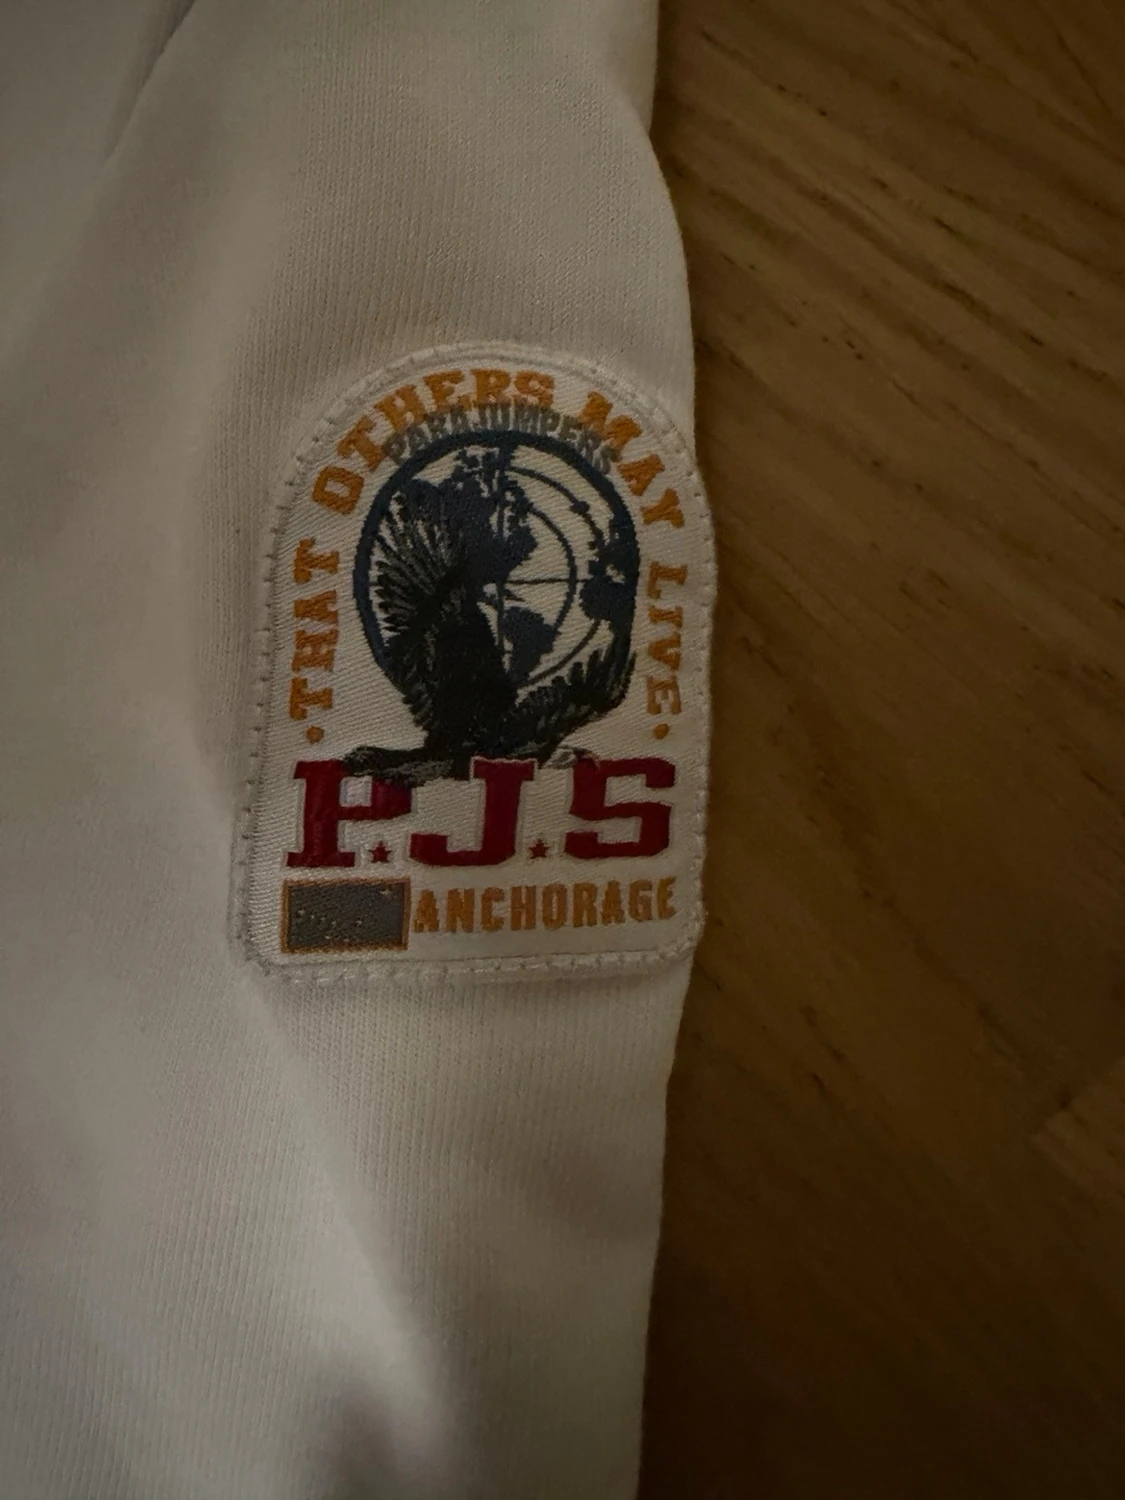 • THAT OTHERS MAY LIVE •
PARAJUMPERS
P.J.S
ANCHORAGE